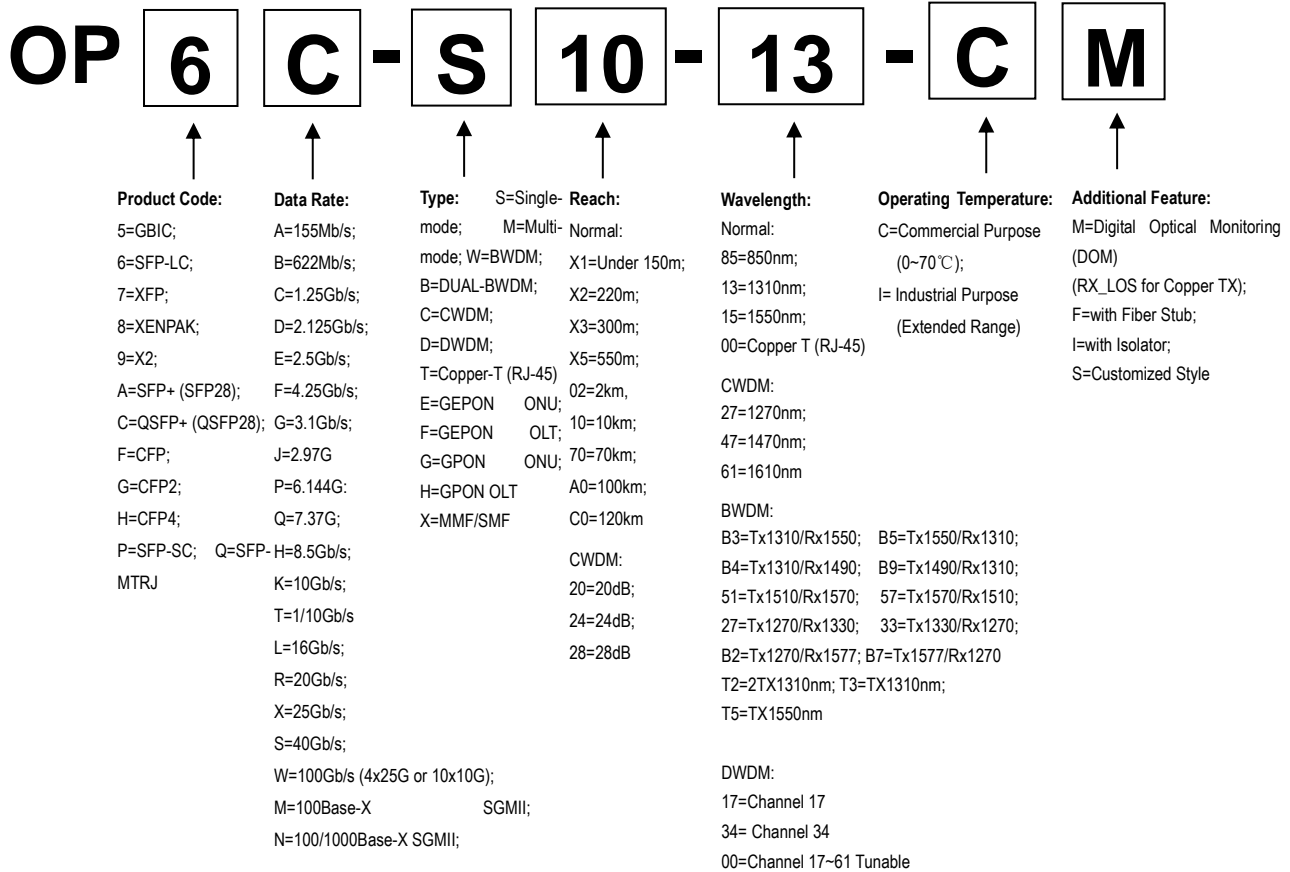 OP 6 C - S 10 - 13 - C M
Product Code:
5=GBIC;
6=SFP-LC;
7=XFP;
8=XENPAK;
9=X2;
A=SFP+ (SFP28);
C=QSFP+ (QSFP28);
F=CFP;
G=CFP2;
H=CFP4;
P=SFP-SC; Q=SFP-
MTRJ
Data Rate:
A=155Mb/s;
B=622Mb/s;
C=1.25Gb/s;
D=2.125Gb/s;
E=2.5Gb/s;
F=4.25Gb/s;
G=3.1Gb/s;
J=2.97G
P=6.144G:
Q=7.37G;
H=8.5Gb/s;
K=10Gb/s;
T=1/10Gb/s
L=16Gb/s;
R=20Gb/s;
X=25Gb/s;
S=40Gb/s;
W=100Gb/s (4x25G or 10x10G);
M=100Base-X SGMII;
N=100/1000Base-X SGMII;
Type: S=Single-
mode; M=Multi-
mode; W=BWDM;
B=DUAL-BWDM;
C=CWDM;
D=DWDM;
T=Copper-T (RJ-45)
E=GEPON ONU;
F=GEPON OLT;
G=GPON ONU;
H=GPON OLT
X=MMF/SMF
Reach:
Normal:
X1=Under 150m;
X2=220m;
X3=300m;
X5=550m;
02=2km,
10=10km;
70=70km;
A0=100km;
C0=120km
CWDM:
20=20dB;
24=24dB;
28=28dB
Wavelength:
Normal:
85=850nm;
13=1310nm;
15=1550nm;
00=Copper T (RJ-45)
CWDM:
27=1270nm;
47=1470nm;
61=1610nm
BWDM:
B3=Tx1310/Rx1550; B5=Tx1550/Rx1310;
B4=Tx1310/Rx1490; B9=Tx1490/Rx1310;
51=Tx1510/Rx1570; 57=Tx1570/Rx1510;
27=Tx1270/Rx1330; 33=Tx1330/Rx1270;
B2=Tx1270/Rx1577; B7=Tx1577/Rx1270
T2=2TX1310nm; T3=TX1310nm;
T5=TX1550nm
DWDM:
17=Channel 17
34= Channel 34
00=Channel 17~61 Tunable
Operating Temperature:
C=Commercial Purpose
(0~70℃);
I= Industrial Purpose
(Extended Range)
Additional Feature:
M=Digital Optical Monitoring
(DOM)
(RX_LOS for Copper TX);
F=with Fiber Stub;
I=with Isolator;
S=Customized Style